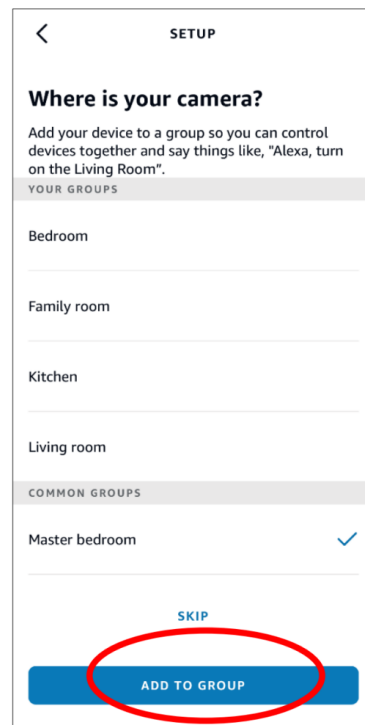 SETUP
Where is your camera?
Add your device to a group so you can control
devices together and say things like, "Alexa, turn
on the Living Room".
YOUR GROUPS
Bedroom
Family room
Kitchen
Living room
COMMON GROUPS
Master bedroom
SKIP
ADD TO GROUP